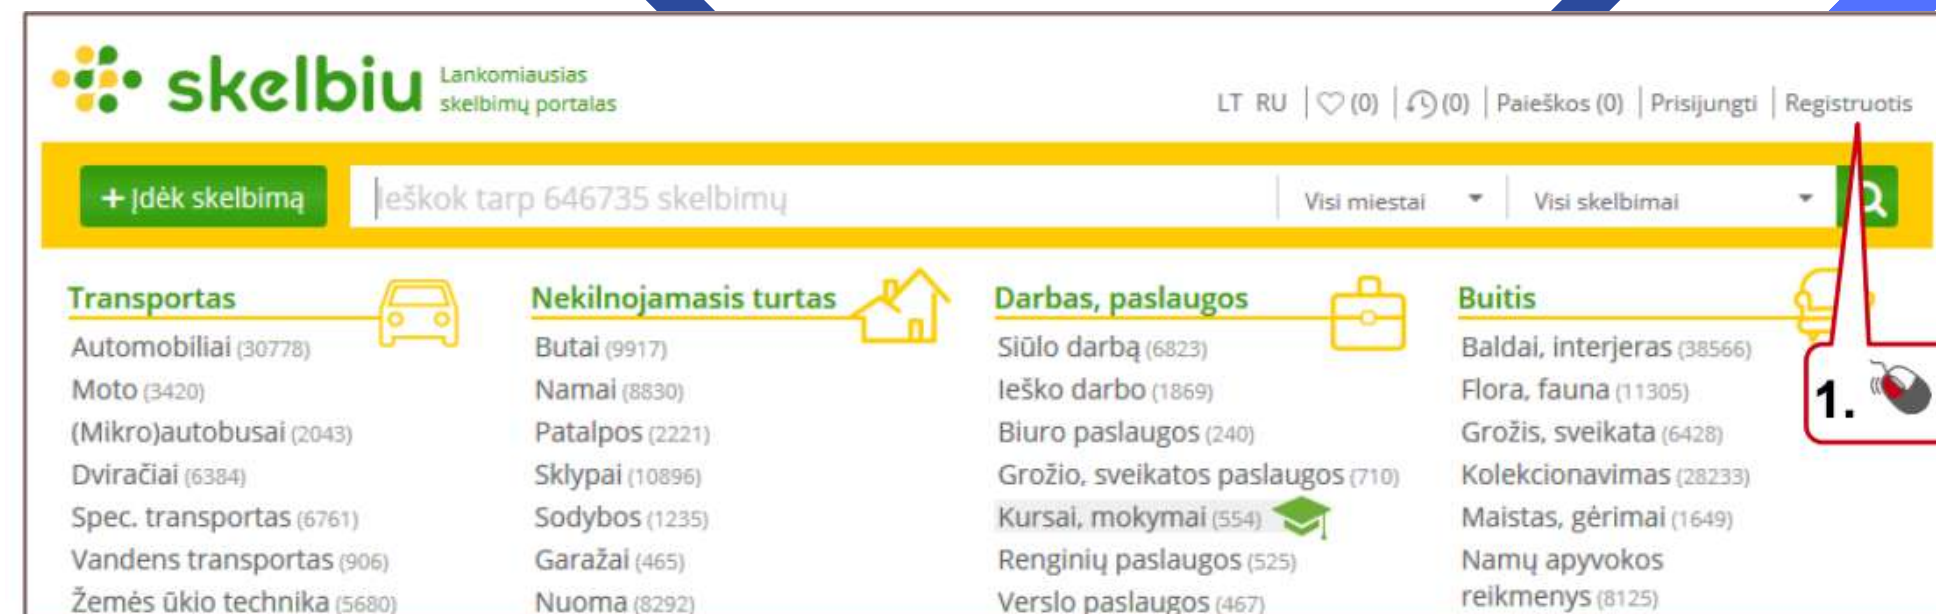 skelbiu
Lankomiausias
skelbimų portalas
LT RU (0) (0) Paieškos (0) Prisijungti Registruotis
+ Įdėk skelbimą
Ieškok tarp 646735 skelbimų
Visi miestai
Visi skelbimai
Transportas
Automobiliai (30778)
Moto (3420)
(Mikro)autobusai (2043)
Dviračiai (6384)
Spec. transportas (6761)
Vandens transportas (906)
Žemės ūkio technika (5680)
Nekilnojamasis turtas
Butai (9917)
Namai (8830)
Patalpos (2221)
Sklypai (10896)
Sodybos (1235)
Garažai (465)
Nuoma (8292)
Darbas, paslaugos
Siūlo darbą (6823)
Ieško darbo (1869)
Biuro paslaugos (240)
Grožio, sveikatos paslaugos (710)
Kursai, mokymai (554)
Renginių paslaugos (525)
Verslo paslaugos (467)
Buitis
Baldai, interjeras (38566)
Flora, fauna (11305)
Grožis, sveikata (6428)
Kolekcionavimas (28233)
Maistas, gėrimai (1649)
Namų apyvokos
reikmenys (8125)
1.